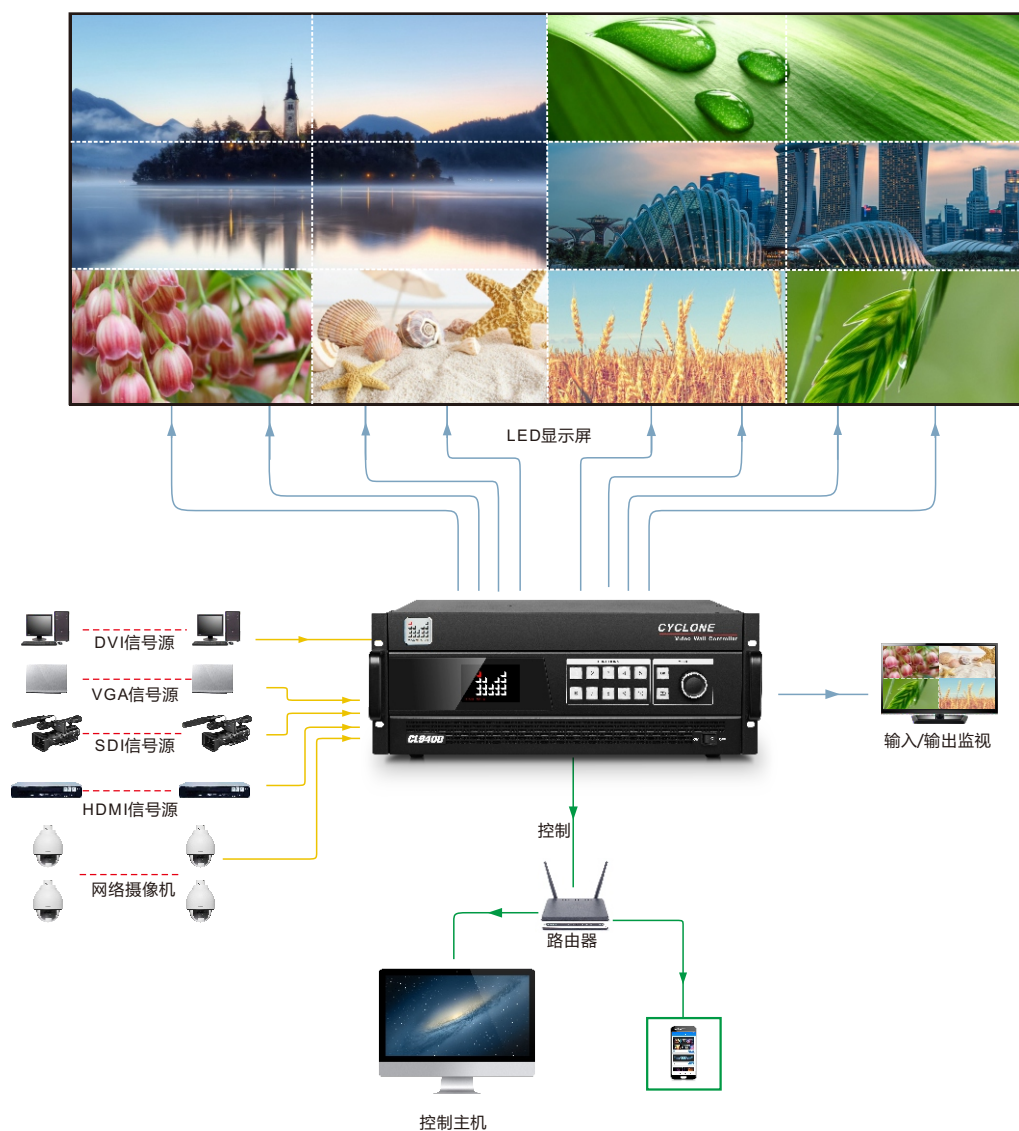 LED显示屏
DVI信号源
VGA信号源
SDI信号源
HDMI信号源
网络摄像机
CYCLONE
Video Wall Controller
CL9400
输入/输出监视
控制
路由器
控制主机